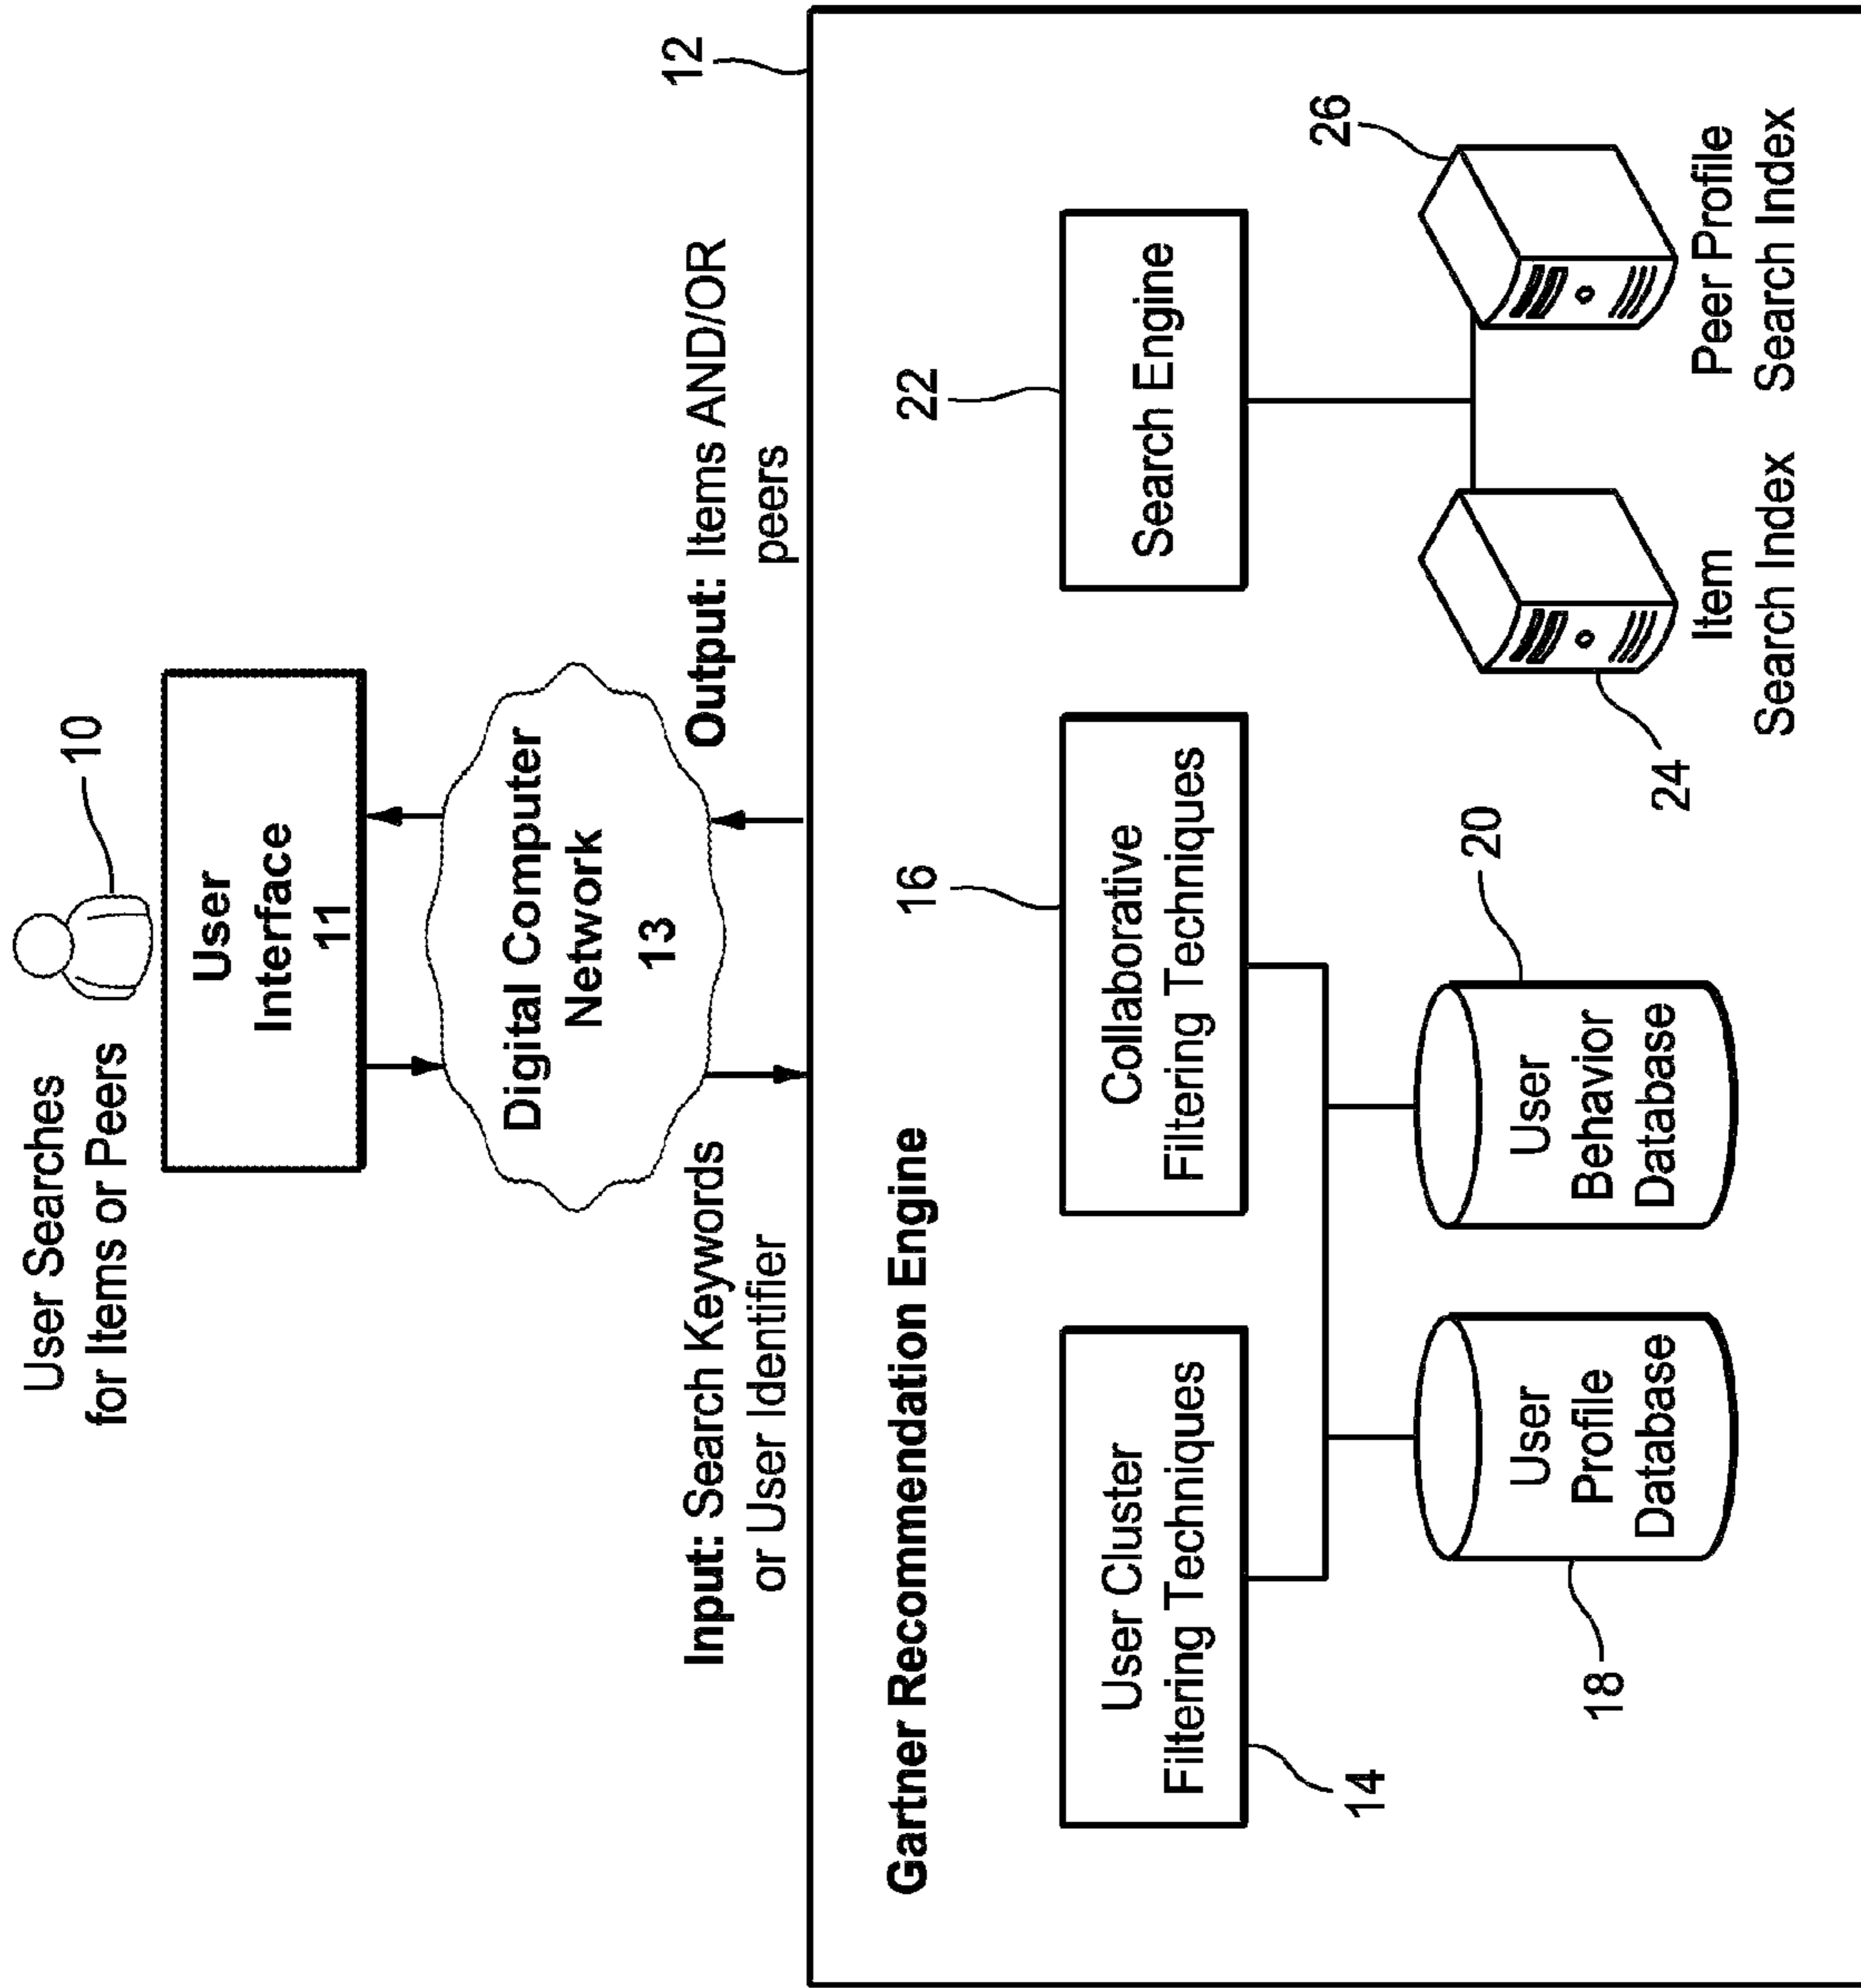 User Searches
for Items or Peers
10
User
Interface
11
Digital Computer
Network
13
Input: Search Keywords
or User Identifier
Output: Items AND/OR
peers
12
Gartner Recommendation Engine
User Cluster
Filtering Techniques
14
Collaborative
Filtering Techniques
16
Search Engine
22
User
Profile
Database
18
User
Behavior
Database
20
Item
Search Index
24
Peer Profile
Search Index
26